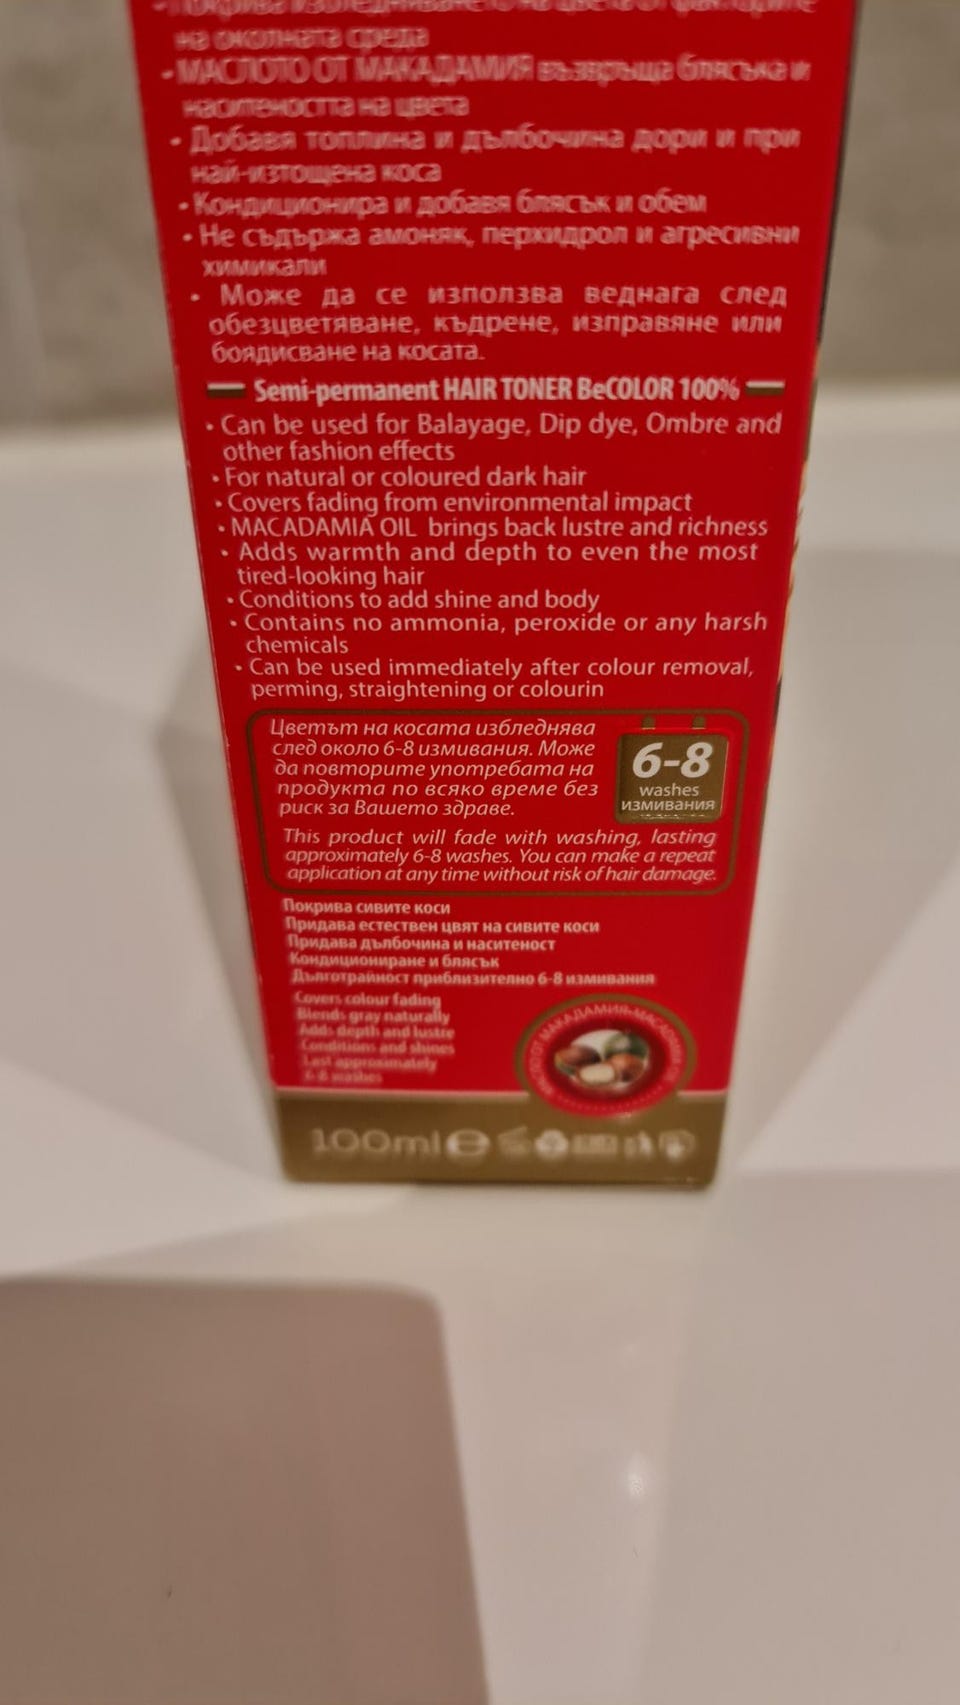 • Покрива избледняването на цвета от факторите
на околната среда
• МАСЛОТО ОТ МАКАДАМИЯ възвръща блясъка и
наситеността на цвета
• Добавя топлина и дълбочина дори и при
най-изтощена коса
• Кондиционира и добавя блясък и обем
• Не съдържа амоняк, перхидрол и агресивни
химикали
• Може да се използва веднага след
обезцветяване, къдрене, изправяне или
боядисване на косата.
Semi-permanent HAIR TONER BeCOLOR 100%
• Can be used for Balayage, Dip dye, Ombre and
other fashion effects
• For natural or coloured dark hair
• Covers fading from environmental impact
• MACADAMIA OIL brings back lustre and richness
• Adds warmth and depth to even the most
tired-looking hair
• Conditions to add shine and body
• Contains no ammonia, peroxide or any harsh
chemicals
• Can be used immediately after colour removal,
perming, straightening or colourin
Цветът на косата избледнява
след около 6-8 измивания. Може
да повторите употребата на
продукта по всяко време без
риск за Вашето здраве.
6-8
washes
измивания
This product will fade with washing, lasting
approximately 6-8 washes. You can make a repeat
application at any time without risk of hair damage.
Покрива сивите коси
Придава естествен цвят на сивите коси
Придава дълбочина и наситеност
Кондициониране и блясък
Дълготрайност приблизително 6-8 измивания
Covers colour fading
Blends gray naturally
Adds depth and lustre
Conditions and shines
Last approximately
6-8 washes
МАСЛО ОТ МАКАДАМИЯ
100ml e